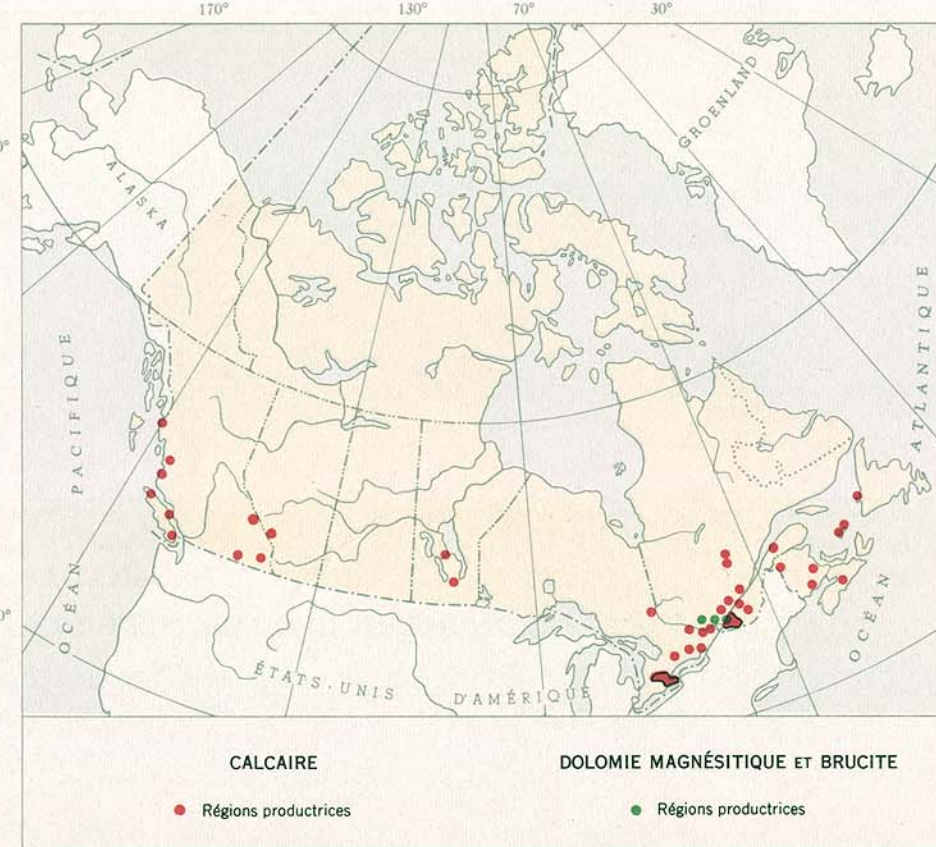 170° 130° 70° 30°
GROENLAND
ALASKA
OCÉAN PACIFIQUE
OCÉAN ATLANTIQUE
ÉTATS-UNIS D'AMÉRIQUE
CALCAIRE
Régions productrices
DOLOMIE MAGNÉSITIQUE ET BRUCITE
Régions productrices